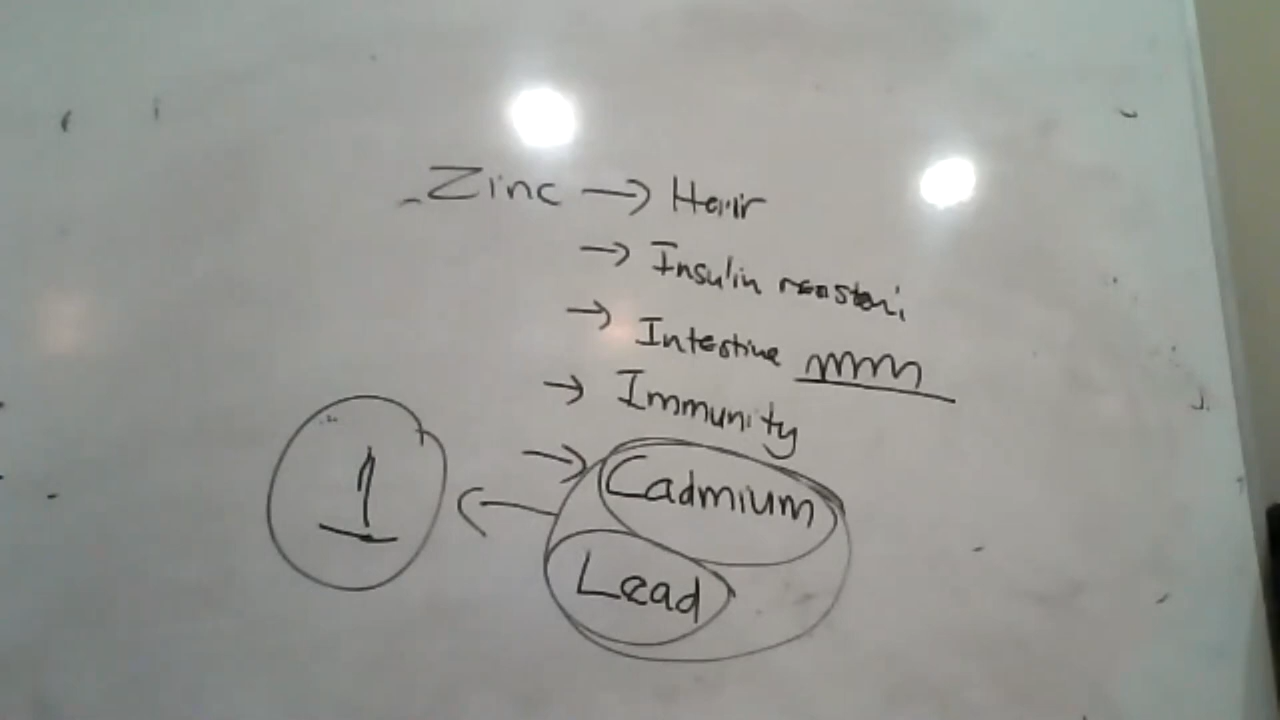 Zinc → Hair
→ Insulin
→ Intestine
→ Immunity
→ Cadmium
1 ←
Lead